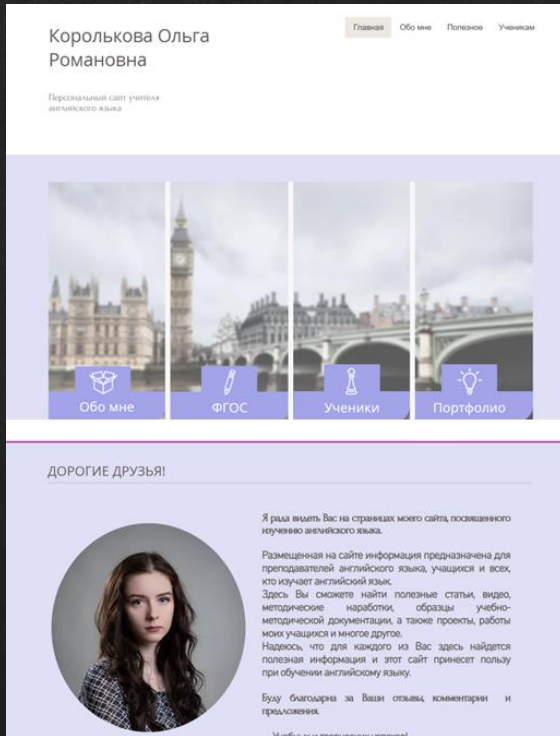 Королькова Ольга
Романовна
Главная Обо мне Полезное Ученикам
Персональный сайт учителя
английского языка
Обо мне ФГОС Ученики Портфолио
ДОРОГИЕ ДРУЗЬЯ!
Я рада видеть Вас на страницах моего сайта, посвященного
изучению английского языка.
Размещенная на сайте информация предназначена для
преподавателей английского языка, учащихся и всех,
кто изучает английский язык.
Здесь Вы сможете найти полезные статьи, видео,
методические наработки, образцы учебно-
методической документации, а также проекты, работы
моих учащихся и многое другое.
Надеюсь, что для каждого из Вас здесь найдется
полезная информация и этот сайт принесет пользу
при обучении английскому языку.
Буду благодарна за Ваши отзывы, комментарии и
предложения.